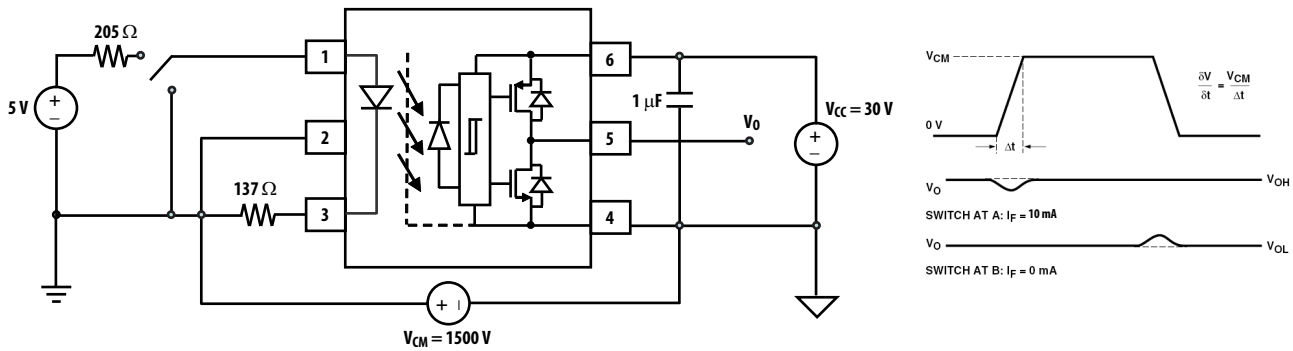 205 Ω
5 V
+
−
137 Ω
1
2
3
6
5
4
1 µF
V_O
V_CC = 30 V
+
−
+ −
V_CM = 1500 V
V_CM
0 V
Δt
δV/δt = V_CM/Δt
V_O
V_OH
SWITCH AT A: I_F = 10 mA
V_O
V_OL
SWITCH AT B: I_F = 0 mA